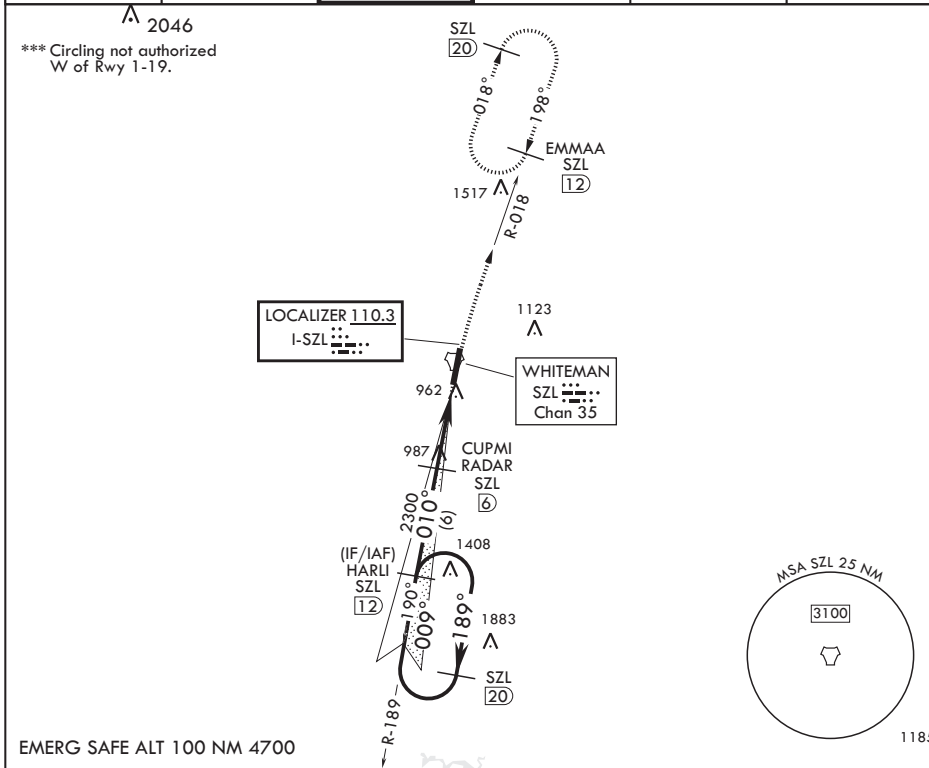 2046
*** Circling not authorized
W of Rwy 1-19.
SZL
20
018°
198°
EMMAA
SZL
12
1517
R-018
1123
LOCALIZER 110.3
I-SZL
WHITEMAN
SZL
Chan 35
962
987
CUPMI
RADAR
SZL
6
2300
010°
(6)
1408
(IF/IAF)
HARLI
SZL
12
190°
009°
189°
1883
SZL
20
R-189
MSA SZL 25 NM
3100
1185
EMERG SAFE ALT 100 NM 4700